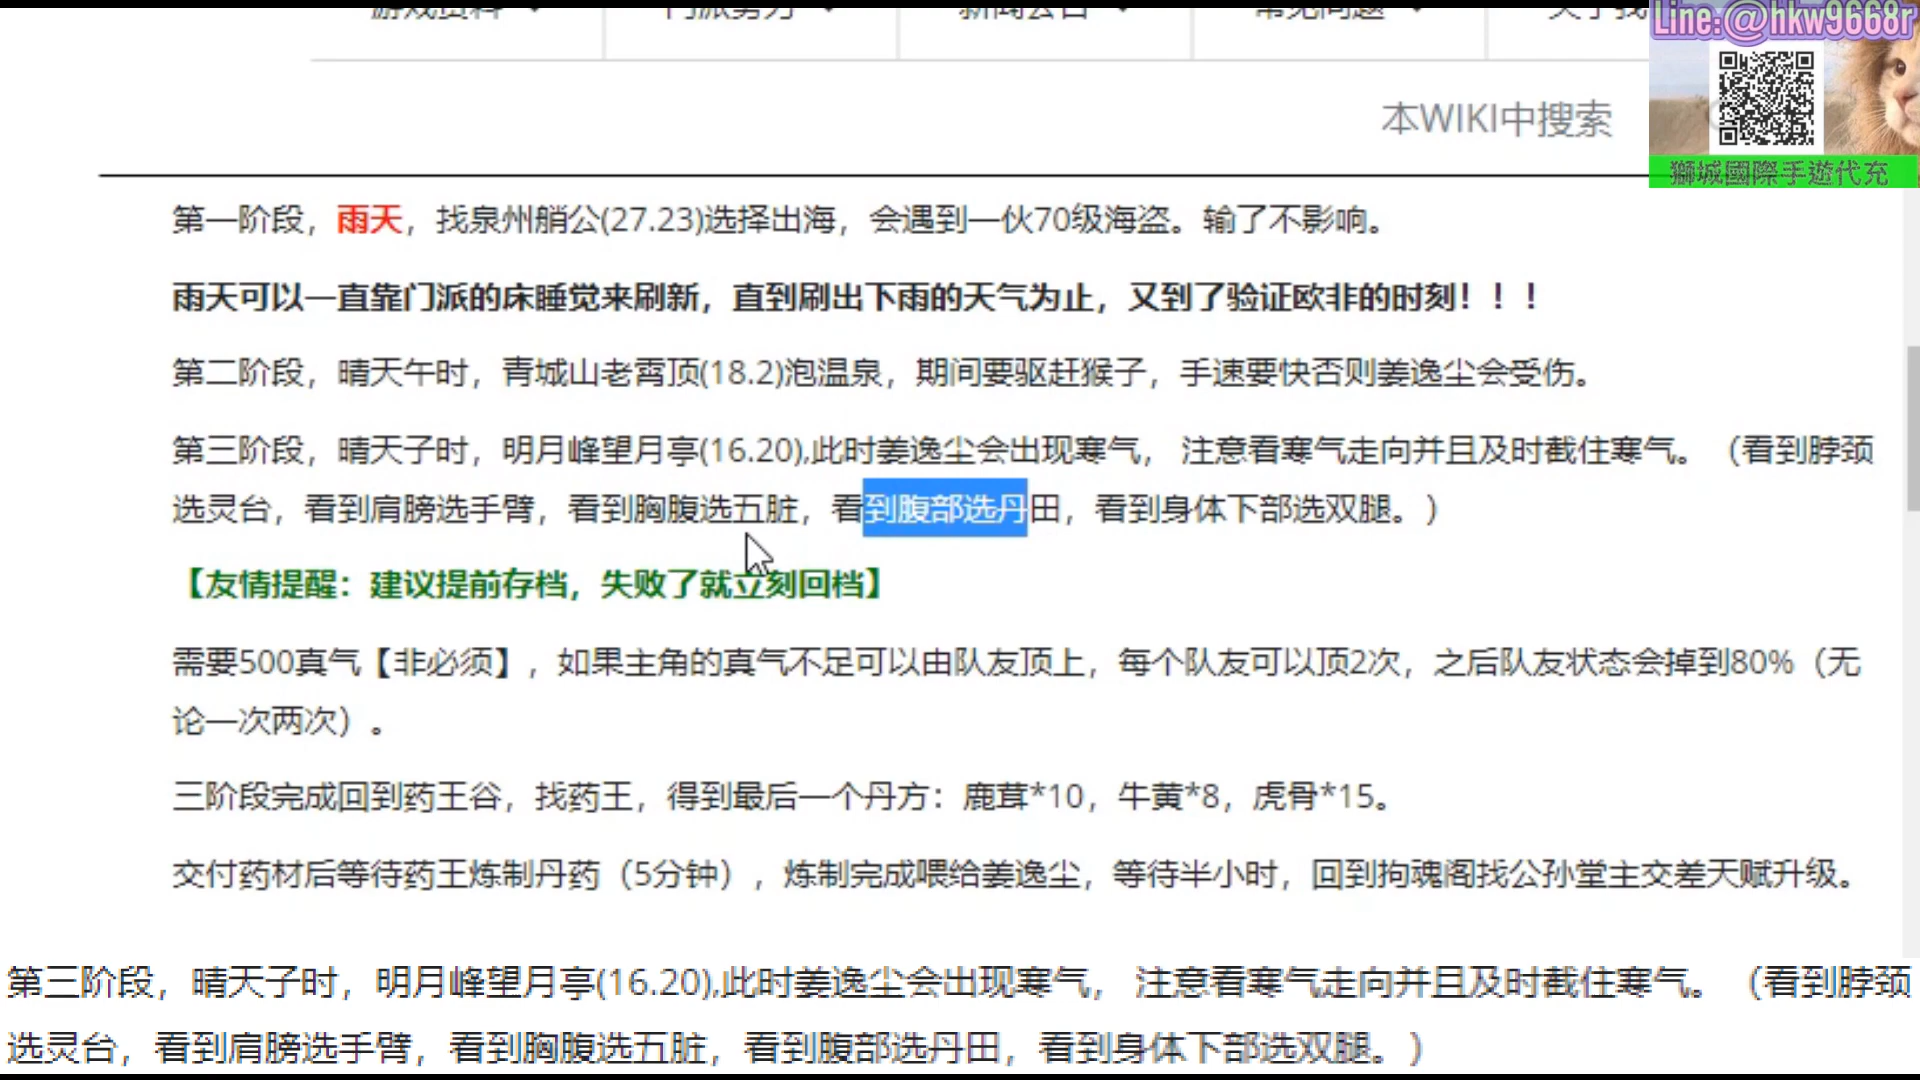 Line:@hkw9668r
本WIKI中搜索
獅城國際手遊代充
第一阶段，雨天，找泉州艄公(27.23)选择出海，会遇到一伙70级海盗。输了不影响。
雨天可以一直靠门派的床睡觉来刷新，直到刷出下雨的天气为止，又到了验证欧非的时刻！！！
第二阶段，晴天午时，青城山老霄顶(18.2)泡温泉，期间要驱赶猴子，手速要快否则姜逸尘会受伤。
第三阶段，晴天子时，明月峰望月亭(16.20),此时姜逸尘会出现寒气， 注意看寒气走向并且及时截住寒气。（看到脖颈
选灵台，看到肩膀选手臂，看到胸腹选五脏，看到腹部选丹田，看到身体下部选双腿。）
【友情提醒：建议提前存档，失败了就立刻回档】
需要500真气【非必须】，如果主角的真气不足可以由队友顶上，每个队友可以顶2次，之后队友状态会掉到80%（无
论一次两次）。
三阶段完成回到药王谷，找药王，得到最后一个丹方：鹿茸*10，牛黄*8，虎骨*15。
交付药材后等待药王炼制丹药（5分钟），炼制完成喂给姜逸尘，等待半小时，回到拘魂阁找公孙堂主交差天赋升级。
第三阶段，晴天子时，明月峰望月亭(16.20),此时姜逸尘会出现寒气， 注意看寒气走向并且及时截住寒气。（看到脖颈
选灵台，看到肩膀选手臂，看到胸腹选五脏，看到腹部选丹田，看到身体下部选双腿。）